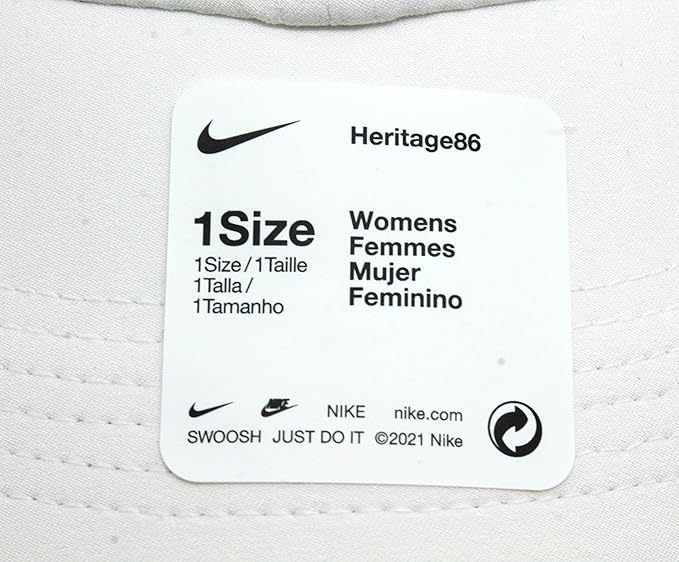 Heritage86
1Size
1Size / 1Taille
1Talla /
1Tamanho
Womens
Femmes
Mujer
Feminino
NIKE nike.com
SWOOSH JUST DO IT ©2021 Nike